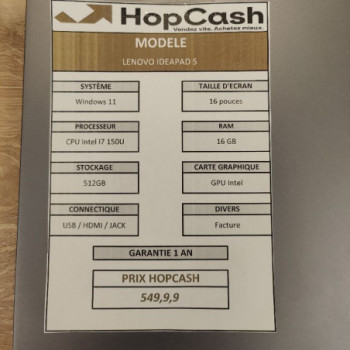 HopCash
Vendez vite. Achetez mieux.
MODELE
LENOVO IDEAPAD 5
SYSTÈME
Windows 11
TAILLE D'ECRAN
16 pouces
PROCESSEUR
CPU Intel I7 150U
RAM
16 GB
STOCKAGE
512GB
CARTE GRAPHIQUE
GPU Intel
CONNECTIQUE
USB / HDMI / JACK
DIVERS
Facture
GARANTIE 1 AN
PRIX HOPCASH
549,9,9